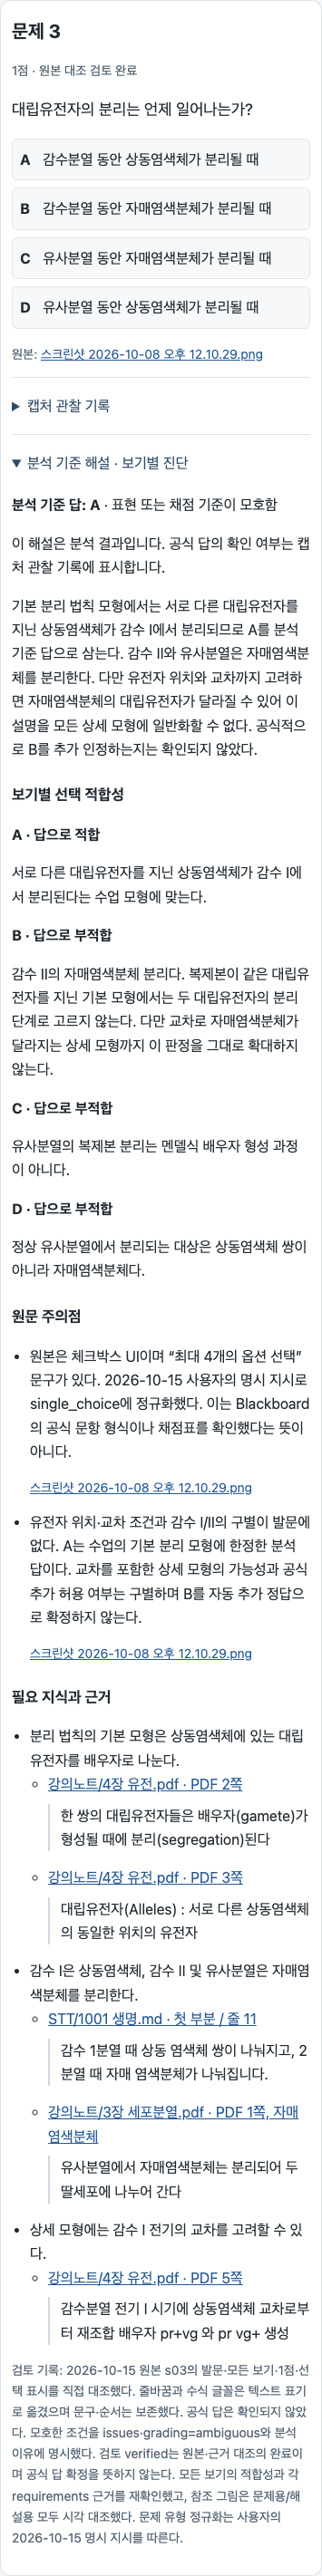 문제 3
1점 · 원본 대조 검토 완료
대립유전자의 분리는 언제 일어나는가?
A 감수분열 동안 상동염색체가 분리될 때
B 감수분열 동안 자매염색분체가 분리될 때
C 유사분열 동안 자매염색분체가 분리될 때
D 유사분열 동안 상동염색체가 분리될 때
원본: 스크린샷 2026-10-08 오후 12.10.29.png
▶ 캡처 관찰 기록
▼ 분석 기준 해설 · 보기별 진단
분석 기준 답: A · 표현 또는 채점 기준이 모호함
이 해설은 분석 결과입니다. 공식 답의 확인 여부는 캡
처 관찰 기록에 표시합니다.
기본 분리 법칙 모형에서는 서로 다른 대립유전자를
지닌 상동염색체가 감수 I에서 분리되므로 A를 분석
기준 답으로 삼는다. 감수 II와 유사분열은 자매염색분
체를 분리한다. 다만 유전자 위치와 교차까지 고려하
면 자매염색분체의 대립유전자가 달라질 수 있어 이
설명을 모든 상세 모형에 일반화할 수 없다. 공식적으
로 B를 추가 인정하는지는 확인되지 않았다.
보기별 선택 적합성
A · 답으로 적합
서로 다른 대립유전자를 지닌 상동염색체가 감수 I에
서 분리된다는 수업 모형에 맞는다.
B · 답으로 부적합
감수 II의 자매염색분체 분리다. 복제본이 같은 대립유
전자를 지닌 기본 모형에서는 두 대립유전자의 분리
단계로 고르지 않는다. 다만 교차로 자매염색분체가
달라지는 상세 모형까지 이 판정을 그대로 확대하지
않는다.
C · 답으로 부적합
유사분열의 복제본 분리는 멘델식 배우자 형성 과정
이 아니다.
D · 답으로 부적합
정상 유사분열에서 분리되는 대상은 상동염색체 쌍이
아니라 자매염색분체다.
원문 주의점
• 원본은 체크박스 UI이며 “최대 4개의 옵션 선택”
문구가 있다. 2026-10-15 사용자의 명시 지시로
single_choice에 정규화했다. 이는 Blackboard
의 공식 문항 형식이나 채점표를 확인했다는 뜻이
아니다.
스크린샷 2026-10-08 오후 12.10.29.png
• 유전자 위치·교차 조건과 감수 I/II의 구별이 발문에
없다. A는 수업의 기본 분리 모형에 한정한 분석
답이다. 교차를 포함한 상세 모형의 가능성과 공식
추가 허용 여부는 구별하며 B를 자동 추가 정답으
로 확정하지 않는다.
스크린샷 2026-10-08 오후 12.10.29.png
필요 지식과 근거
• 분리 법칙의 기본 모형은 상동염색체에 있는 대립
유전자를 배우자로 나눈다.
◦ 강의노트/4장 유전.pdf · PDF 2쪽
한 쌍의 대립유전자들은 배우자(gamete)가
형성될 때에 분리(segregation)된다
◦ 강의노트/4장 유전.pdf · PDF 3쪽
대립유전자(Alleles) : 서로 다른 상동염색체
의 동일한 위치의 유전자
• 감수 I은 상동염색체, 감수 II 및 유사분열은 자매염
색분체를 분리한다.
◦ STT/1001 생명.md · 첫 부분 / 줄 11
감수 1분열 때 상동 염색체 쌍이 나눠지고, 2
분열 때 자매 염색분체가 나눠집니다.
◦ 강의노트/3장 세포분열.pdf · PDF 1쪽, 자매
염색분체
유사분열에서 자매염색분체는 분리되어 두
딸세포에 나누어 간다
• 상세 모형에는 감수 I 전기의 교차를 고려할 수 있
다.
◦ 강의노트/4장 유전.pdf · PDF 5쪽
감수분열 전기 I 시기에 상동염색체 교차로부
터 재조합 배우자 pr+vg 와 pr vg+ 생성
검토 기록: 2026-10-15 원본 s03의 발문·모든 보기·1점·선
택 표시를 직접 대조했다. 줄바꿈과 수식 글꼴은 텍스트 표기
로 옮겼으며 문구·순서는 보존했다. 공식 답은 확인되지 않았
다. 모호한 조건을 issues·grading=ambiguous와 분석
이유에 명시했다. 검토 verified는 원본·근거 대조의 완료이
며 공식 답 확정을 뜻하지 않는다. 모든 보기의 적합성과 각
requirements 근거를 재확인했고, 참조 그림은 문제용/해
설용 모두 시각 대조했다. 문제 유형 정규화는 사용자의
2026-10-15 명시 지시를 따른다.